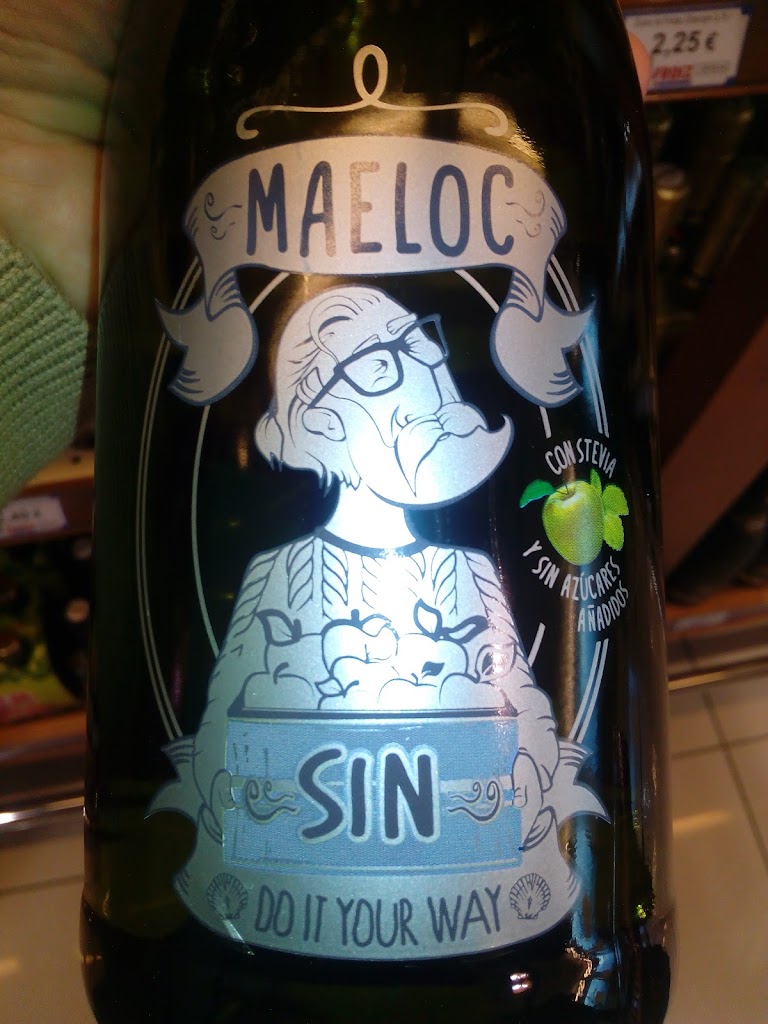 2,25 €
MAELOC
CON STEVIA
Y SIN AZÚCARES
AÑADIDOS
SIN
DO IT YOUR WAY